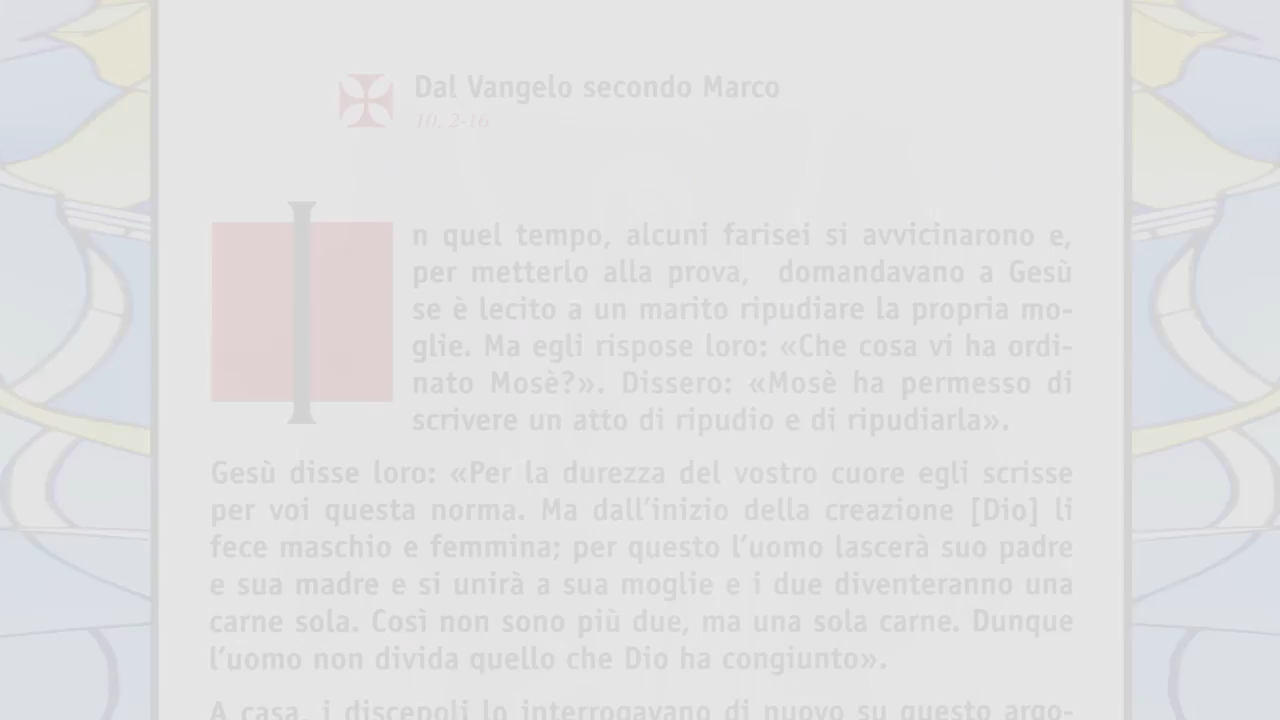 Dal Vangelo secondo Marco
10, 2-16
In quel tempo, alcuni farisei si avvicinarono e,
per metterlo alla prova, domandavano a Gesù
se è lecito a un marito ripudiare la propria mo-
glie. Ma egli rispose loro: «Che cosa vi ha ordi-
nato Mosè?». Dissero: «Mosè ha permesso di
scrivere un atto di ripudio e di ripudiarla».
Gesù disse loro: «Per la durezza del vostro cuore egli scrisse
per voi questa norma. Ma dall'inizio della creazione [Dio] li
fece maschio e femmina; per questo l'uomo lascerà suo padre
e sua madre e si unirà a sua moglie e i due diventeranno una
carne sola. Così non sono più due, ma una sola carne. Dunque
l'uomo non divida quello che Dio ha congiunto».
A casa, i discepoli lo interrogavano di nuovo su questo argo-